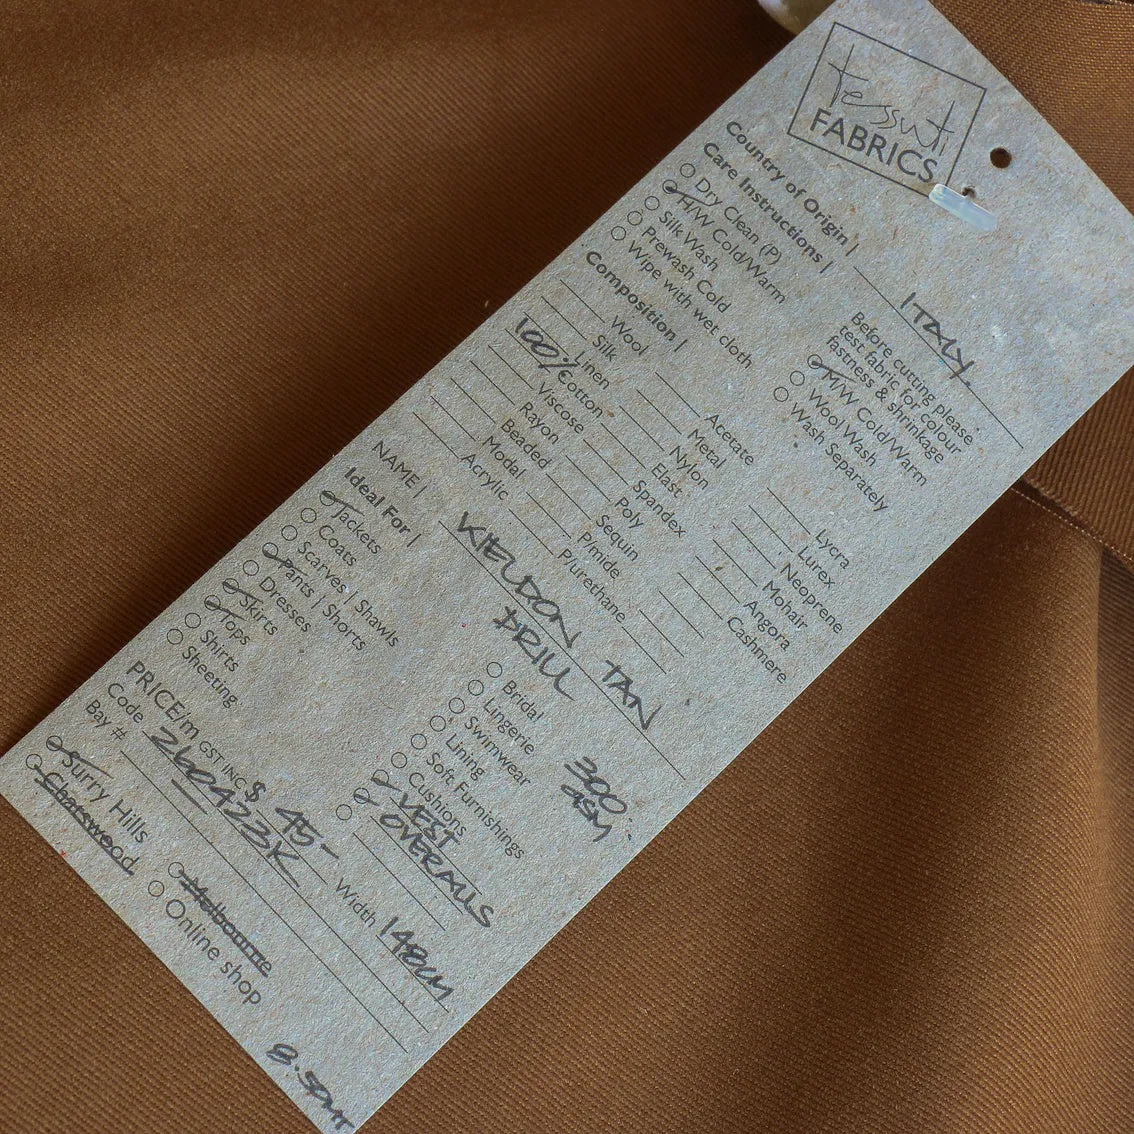 tessuti
FABRICS
Country of Origin | ITALY.
Care Instructions |
Dry Clean (P)
H/W Cold/Warm
Silk Wash
Prewash Cold
Wipe with wet cloth
Before cutting please
test fabric for colour
fastness & shrinkage
M/W Cold/Warm
Wool Wash
Wash Separately
Composition |
Wool
Silk
Linen
100% Cotton
Viscose
Rayon
Beaded
Modal
Acrylic
Acetate
Metal
Nylon
Elast
Spandex
Poly
Sequin
P/mide
P/urethane
Lycra
Lurex
Neoprene
Mohair
Angora
Cashmere
NAME | KIELDON TAN
DRILL
300
GSM
Ideal For |
Jackets
Coats
Scarves | Shawls
Pants | Shorts
Dresses
Skirts
Tops
Shirts
Sheeting
Bridal
Lingerie
Swimwear
Lining
Soft Furnishings
Cushions
VEST
OVERALLS
PRICE/m GST INC $ 45-
Width 148cm
Code 260423K
Bay #
Surry Hills
Chatswood
Melbourne
Online shop
8.50MT